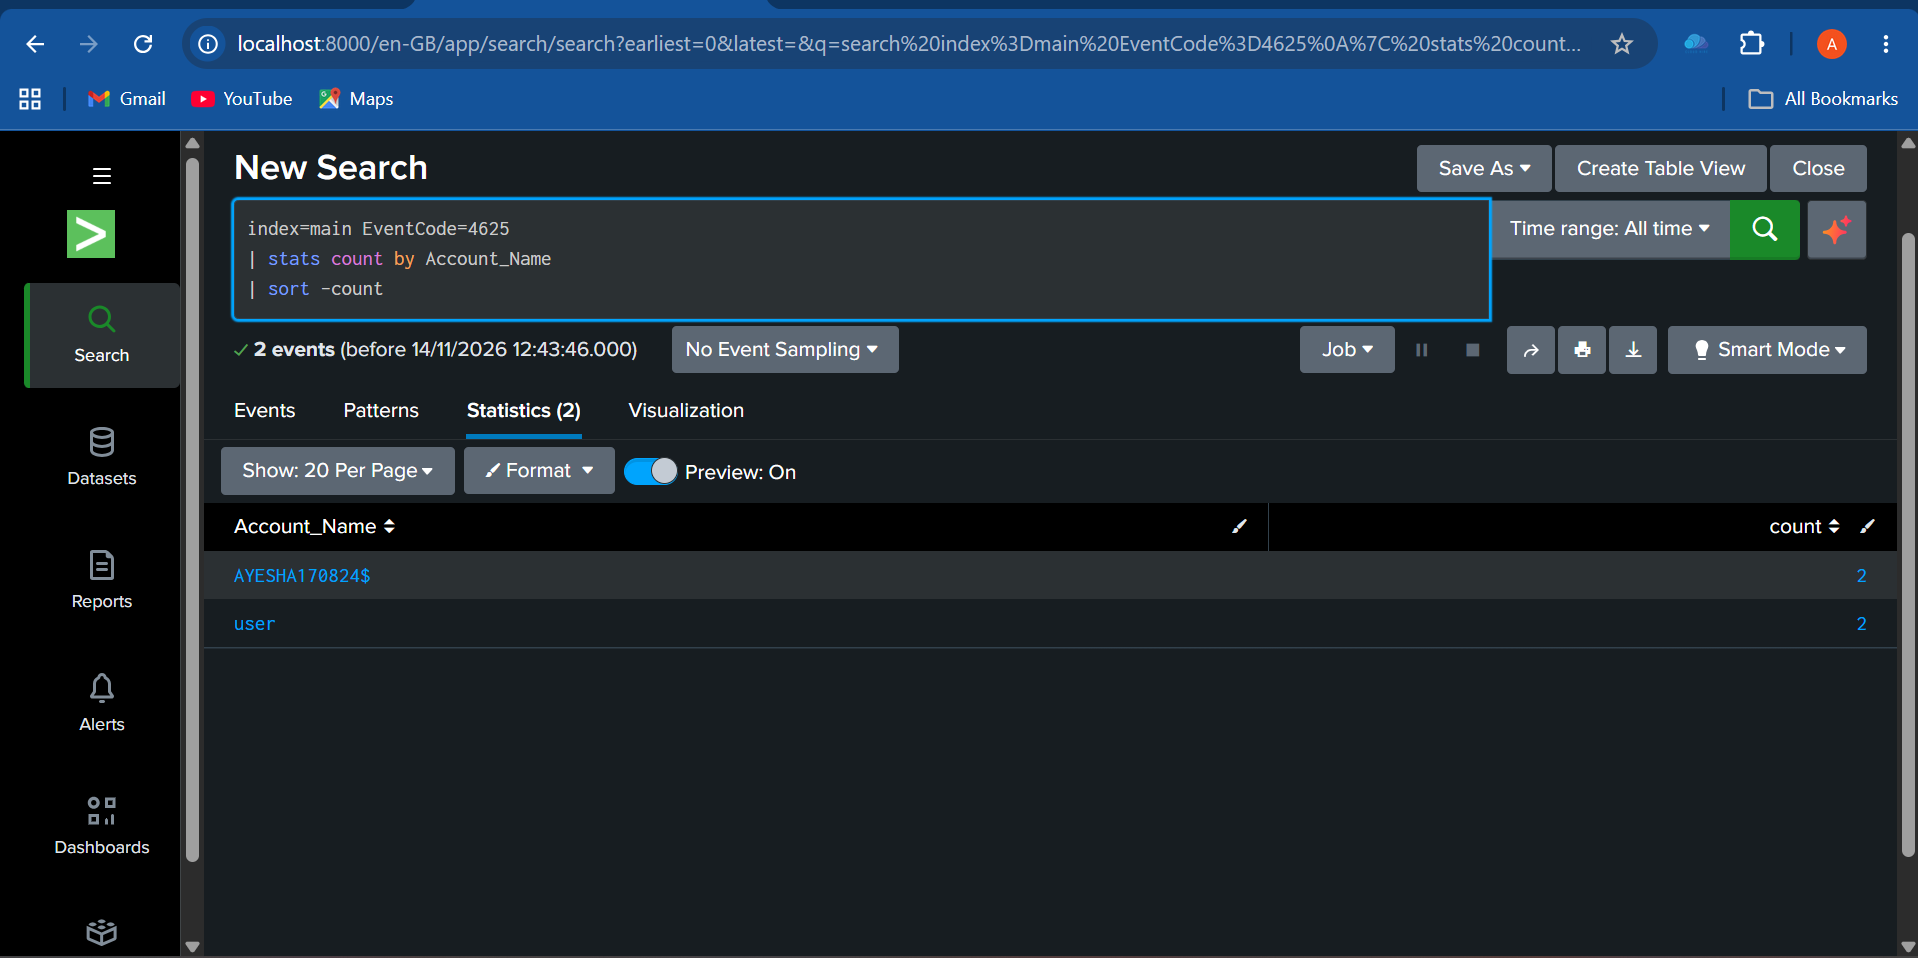 localhost:8000/en-GB/app/search/search?earliest=0&latest=&q=search%20index%3Dmain%20EventCode%3D4625%0A%7C%20stats%20count...
A
Gmail
YouTube
Maps
All Bookmarks
New Search
Save As
Create Table View
Close
index=main EventCode=4625
| stats count by Account_Name
| sort -count
Time range: All time
2 events (before 14/11/2026 12:43:46.000)
No Event Sampling
Job
Smart Mode
Events
Patterns
Statistics (2)
Visualization
Show: 20 Per Page
Format
Preview: On
Account_Name
count
AYESHA170824$
2
user
2
Search
Datasets
Reports
Alerts
Dashboards